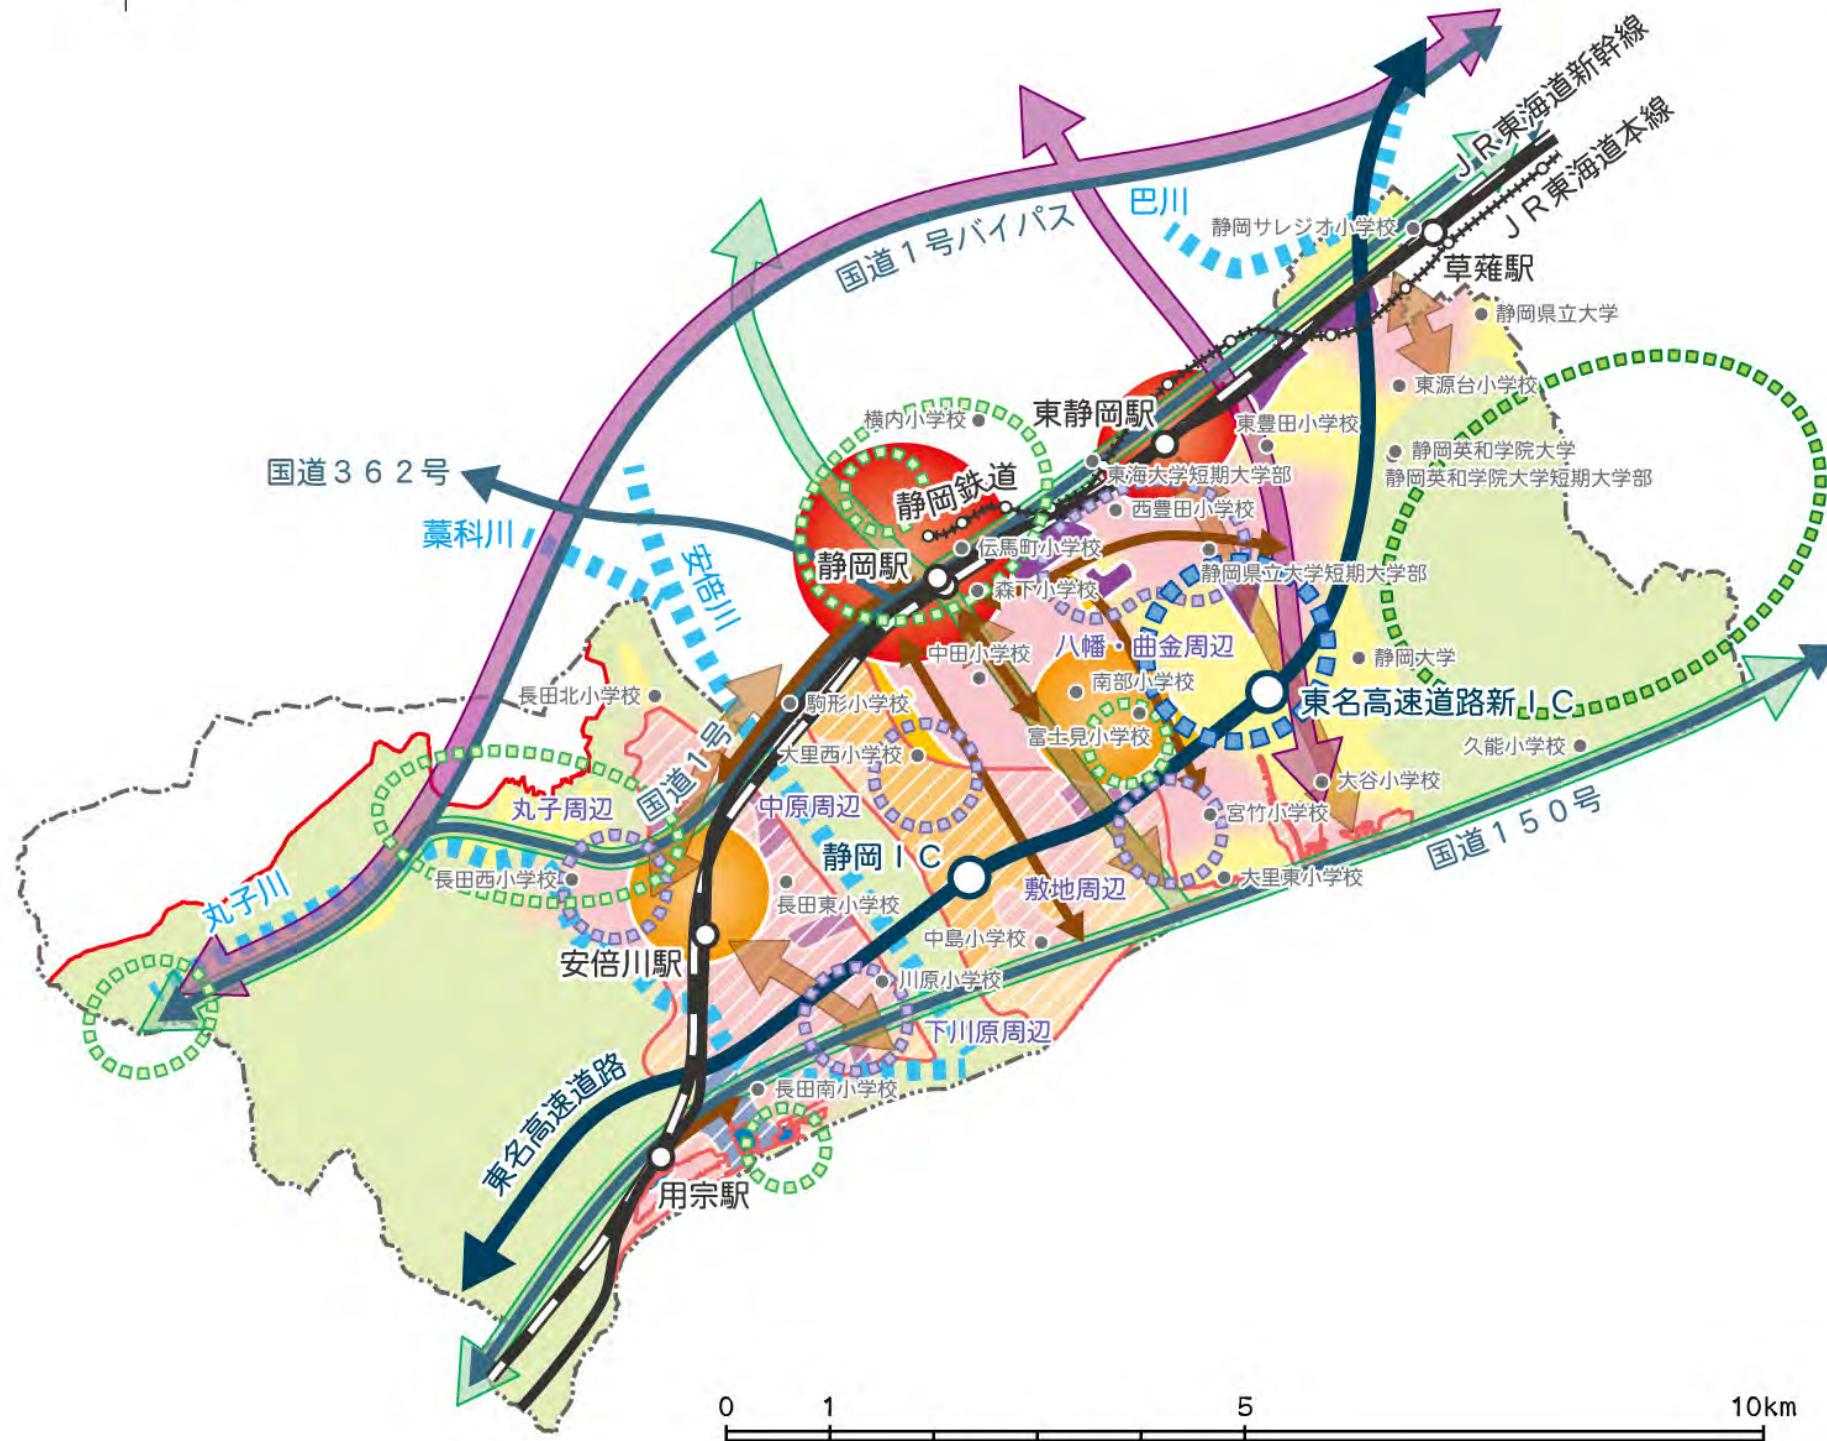 JR東海道新幹線
JR東海道本線
巴川
静岡サレジオ小学校
国道1号バイパス
草薙駅
静岡県立大学
東源台小学校
横内小学校
東静岡駅
東豊田小学校
静岡英和学院大学
静岡英和学院大学短期大学部
国道362号
静岡鉄道
東海大学短期大学部
西豊田小学校
藁科川
安倍川
静岡駅
伝馬町小学校
静岡県立大学短期大学部
森下小学校
中田小学校
八幡・曲金周辺
静岡大学
長田北小学校
駒形小学校
南部小学校
東名高速道路新IC
富士見小学校
久能小学校
大里西小学校
国道1号
大谷小学校
丸子周辺
中原周辺
宮竹小学校
国道150号
静岡IC
長田西小学校
敷地周辺
大里東小学校
丸子川
長田東小学校
中島小学校
安倍川駅
川原小学校
下川原周辺
長田南小学校
東名高速道路
用宗駅
0 1 5 10km